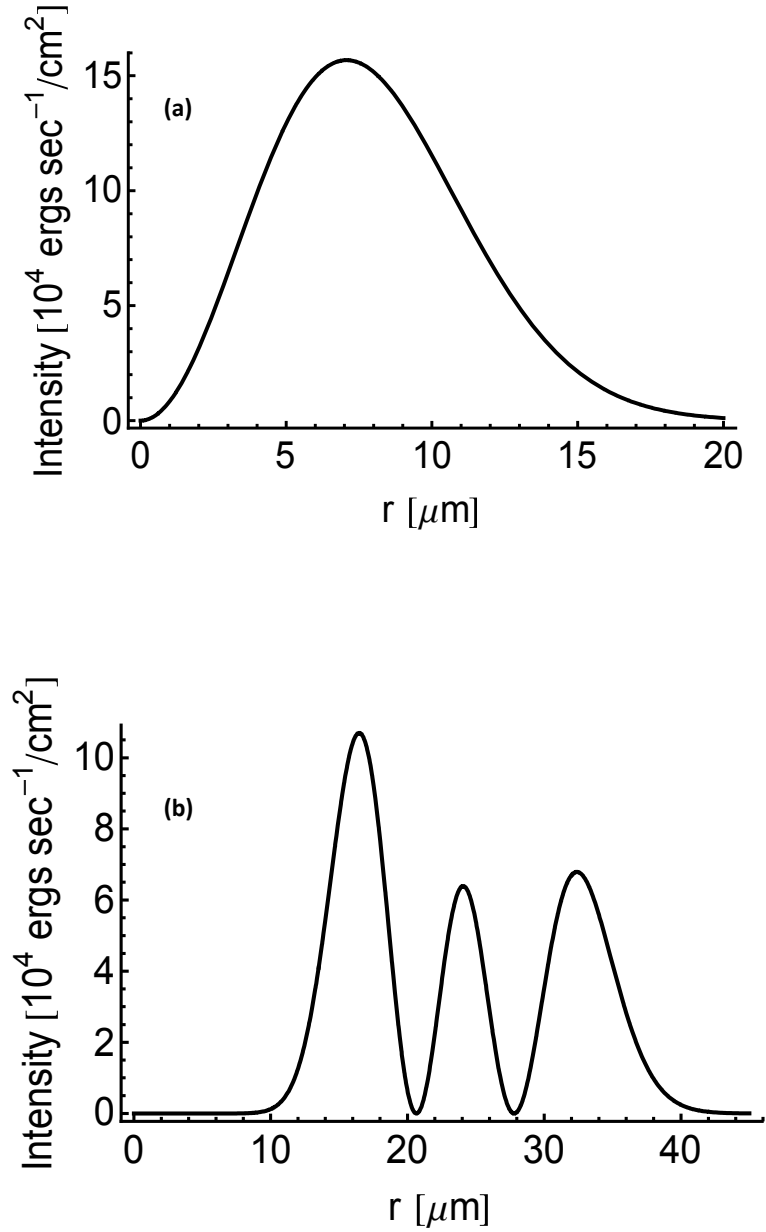 Intensity [10⁴ ergs sec⁻¹/cm²]
(a)
15
10
5
0
0 5 10 15 20
r [μm]
Intensity [10⁴ ergs sec⁻¹/cm²]
(b)
10
8
6
4
2
0
0 10 20 30 40
r [μm]